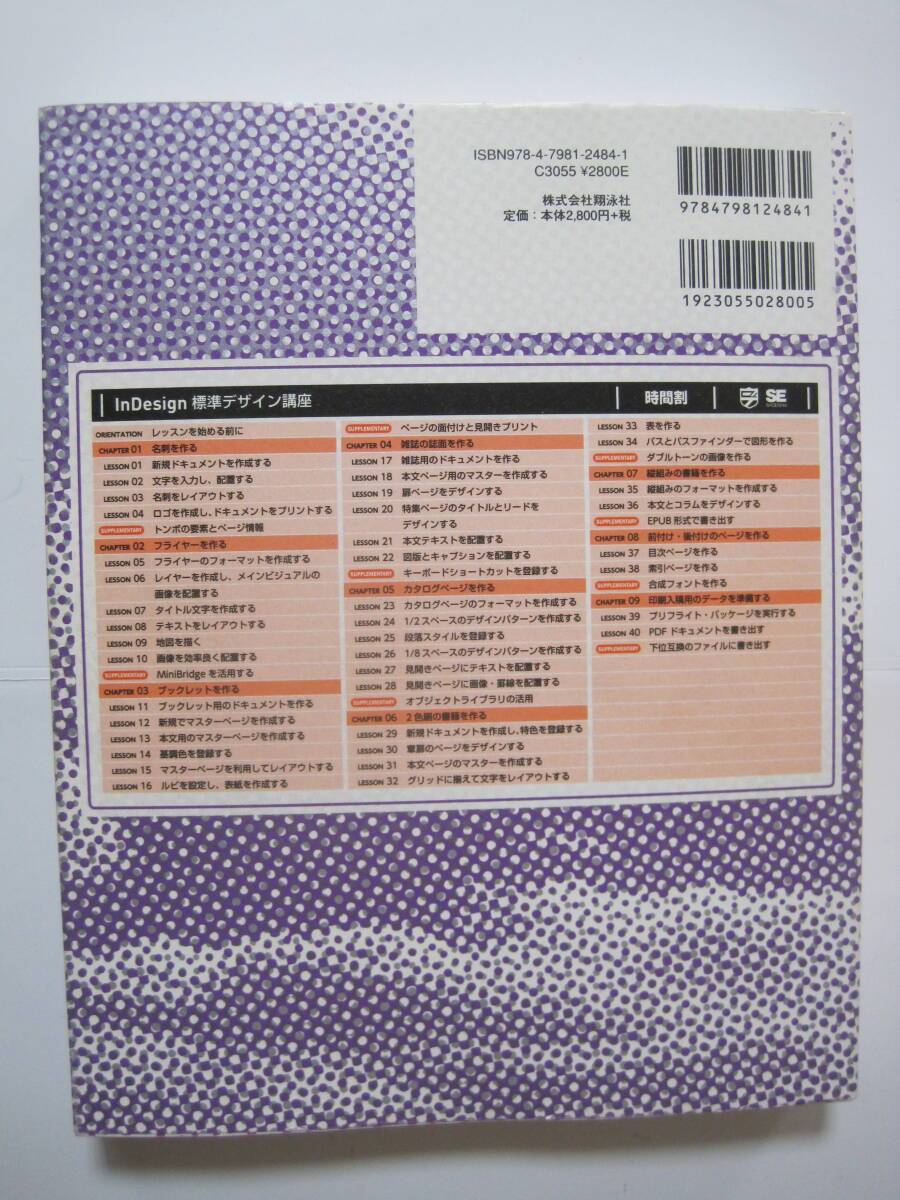 ISBN978-4-7981-2484-1
C3055 ¥2800E
株式会社翔泳社
定価：本体2,800円+税
9784798124841
1923055028005
InDesign 標準デザイン講座
時間割
SE
ORIENTATION レッスンを始める前に
CHAPTER 01 名刺を作る
LESSON 01 新規ドキュメントを作成する
LESSON 02 文字を入力し、配置する
LESSON 03 名刺をレイアウトする
LESSON 04 ロゴを作成し、ドキュメントをプリントする
SUPPLEMENTARY トンボの要素とページ情報
CHAPTER 02 フライヤーを作る
LESSON 05 フライヤーのフォーマットを作成する
LESSON 06 レイヤーを作成し、メインビジュアルの
画像を配置する
LESSON 07 タイトル文字を作成する
LESSON 08 テキストをレイアウトする
LESSON 09 地図を描く
LESSON 10 画像を効率良く配置する
SUPPLEMENTARY MiniBridge を活用する
CHAPTER 03 ブックレットを作る
LESSON 11 ブックレット用のドキュメントを作る
LESSON 12 新規でマスターページを作成する
LESSON 13 本文用のマスターページを作成する
LESSON 14 基調色を登録する
LESSON 15 マスターページを利用してレイアウトする
LESSON 16 ルビを設定し、表紙を作成する
SUPPLEMENTARY ページの面付けと見開きプリント
CHAPTER 04 雑誌の誌面を作る
LESSON 17 雑誌用のドキュメントを作る
LESSON 18 本文ページ用のマスターを作成する
LESSON 19 扉ページをデザインする
LESSON 20 特集ページのタイトルとリードを
デザインする
LESSON 21 本文テキストを配置する
LESSON 22 図版とキャプションを配置する
SUPPLEMENTARY キーボードショートカットを登録する
CHAPTER 05 カタログページを作る
LESSON 23 カタログページのフォーマットを作成する
LESSON 24 1/2スペースのデザインパターンを作成する
LESSON 25 段落スタイルを登録する
LESSON 26 1/8スペースのデザインパターンを作成する
LESSON 27 見開きページにテキストを配置する
LESSON 28 見開きページに画像・罫線を配置する
SUPPLEMENTARY オブジェクトライブラリの活用
CHAPTER 06 2色刷の書籍を作る
LESSON 29 新規ドキュメントを作成し、特色を登録する
LESSON 30 章扉のページをデザインする
LESSON 31 本文ページのマスターを作成する
LESSON 32 グリッドに揃えて文字をレイアウトする
LESSON 33 表を作る
LESSON 34 パスとパスファインダーで図形を作る
SUPPLEMENTARY ダブルトーンの画像を作る
CHAPTER 07 縦組みの書籍を作る
LESSON 35 縦組みのフォーマットを作成する
LESSON 36 本文とコラムをデザインする
SUPPLEMENTARY EPUB 形式で書き出す
CHAPTER 08 前付け・後付けのページを作る
LESSON 37 目次ページを作る
LESSON 38 索引ページを作る
SUPPLEMENTARY 合成フォントを作る
CHAPTER 09 印刷入稿用のデータを準備する
LESSON 39 プリフライト・パッケージを実行する
LESSON 40 PDF ドキュメントを書き出す
SUPPLEMENTARY 下位互換のファイルに書き出す